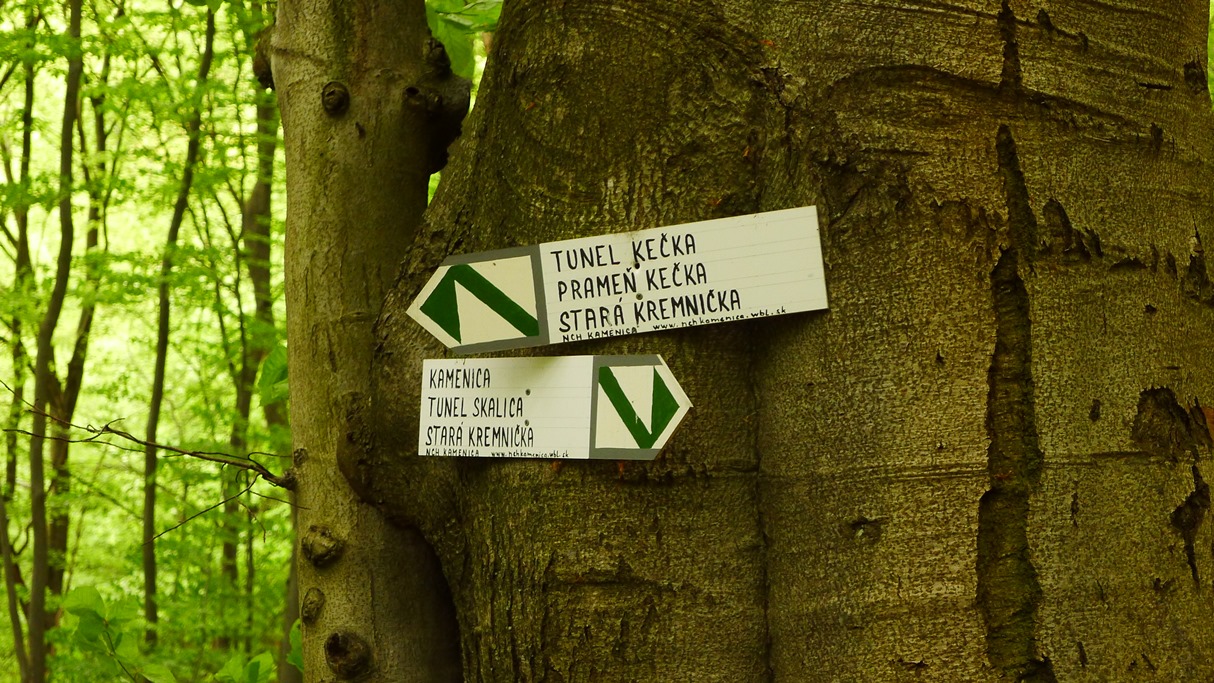 TUNEL KEČKA
PRAMEŇ KEČKA
STARÁ KREMNIČKA
NCH KAMENICA www.nchkamenica.wbl.sk
KAMENICA
TUNEL SKALICA
STARÁ KREMNIČKA
NCH KAMENICA www.nchkamenica.wbl.sk